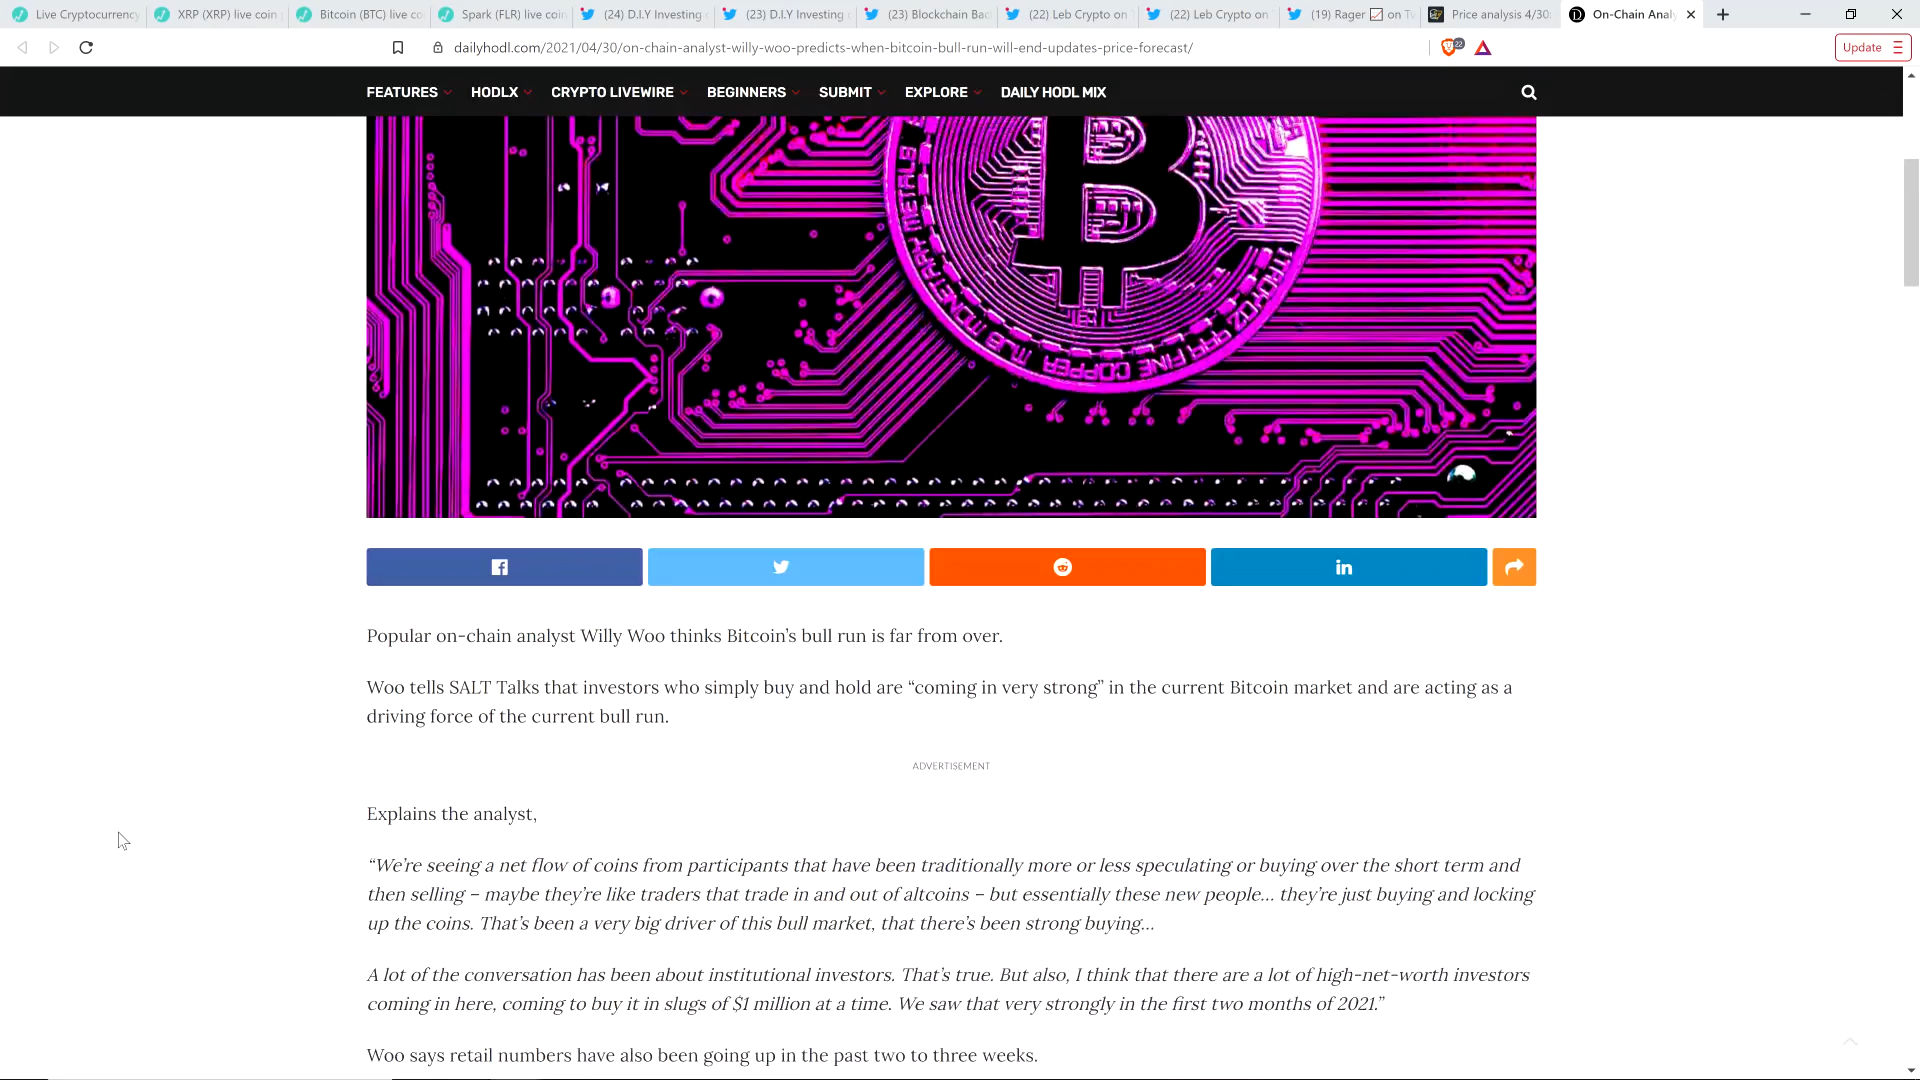 Live Cryptocurrency
XRP (XRP) live coin
Bitcoin (BTC) live co
Spark (FLR) live coin
(24) D.I.Y Investing
(23) D.I.Y Investing
(23) Blockchain Bac
(22) Leb Crypto on
(22) Leb Crypto on
(19) Rager 📈 on Tw
Price analysis 4/30:
On-Chain Anal
dailyhodl.com/2021/04/30/on-chain-analyst-willy-woo-predicts-when-bitcoin-bull-run-will-end-updates-price-forecast/
22
Update
FEATURES HODLX CRYPTO LIVEWIRE BEGINNERS SUBMIT EXPLORE DAILY HODL MIX
Popular on-chain analyst Willy Woo thinks Bitcoin’s bull run is far from over.
Woo tells SALT Talks that investors who simply buy and hold are “coming in very strong” in the current Bitcoin market and are acting as a
driving force of the current bull run.
ADVERTISEMENT
Explains the analyst,
“We’re seeing a net flow of coins from participants that have been traditionally more or less speculating or buying over the short term and
then selling – maybe they’re like traders that trade in and out of altcoins – but essentially these new people… they’re just buying and locking
up the coins. That’s been a very big driver of this bull market, that there’s been strong buying…
A lot of the conversation has been about institutional investors. That’s true. But also, I think that there are a lot of high-net-worth investors
coming in here, coming to buy it in slugs of $1 million at a time. We saw that very strongly in the first two months of 2021.”
Woo says retail numbers have also been going up in the past two to three weeks.